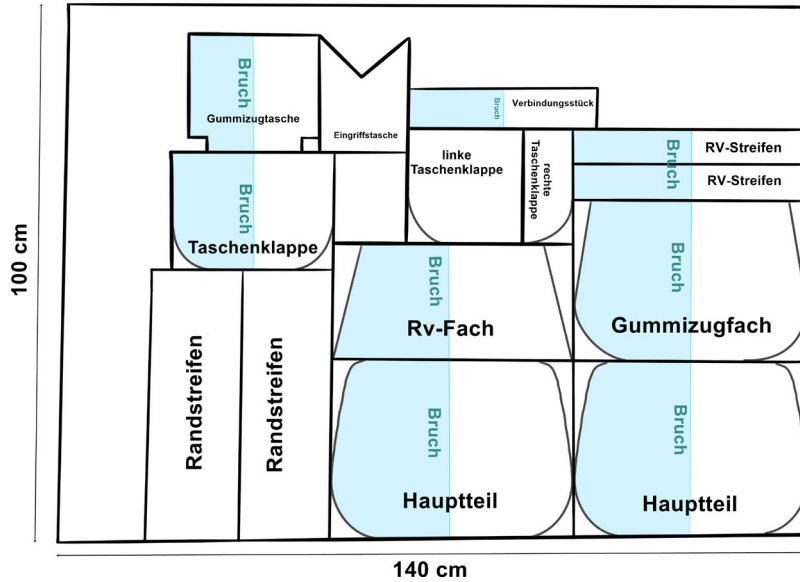 Bruch
Gummizugtasche
Eingriffstasche
Bruch
Verbindungsstück
linke
Taschenklappe
rechte
Taschenklappe
Bruch
RV-Streifen
RV-Streifen
Bruch
Taschenklappe
Bruch
Rv-Fach
Bruch
Gummizugfach
Randstreifen
Randstreifen
Bruch
Hauptteil
Bruch
Hauptteil
100 cm
140 cm